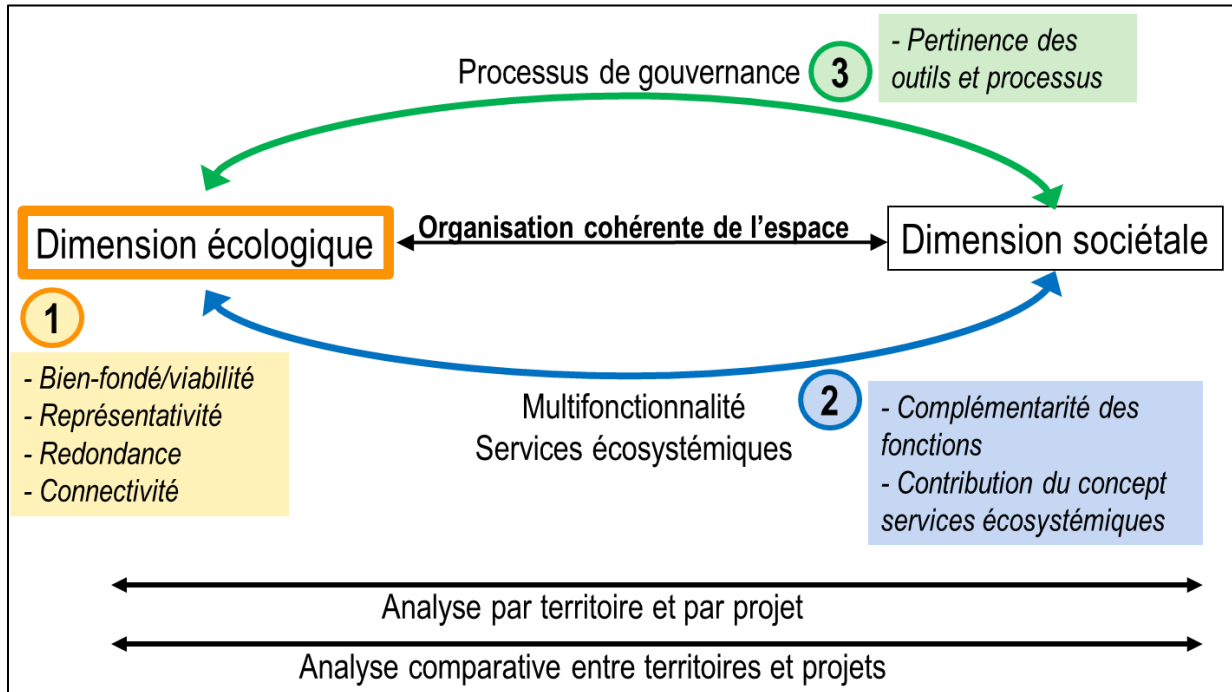 Processus de gouvernance
3
- Pertinence des
outils et processus
Dimension écologique
Organisation cohérente de l'espace
Dimension sociétale
1
- Bien-fondé/viabilité
- Représentativité
- Redondance
- Connectivité
Multifonctionnalité
Services écosystémiques
2
- Complémentarité des
fonctions
- Contribution du concept
services écosystémiques
Analyse par territoire et par projet
Analyse comparative entre territoires et projets